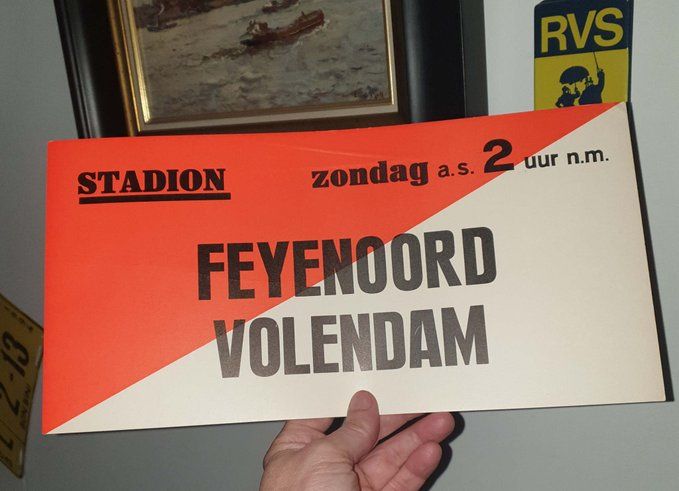 RVS
STADION
zondag a.s. 2 uur n.m.
FEYENOORD
VOLENDAM